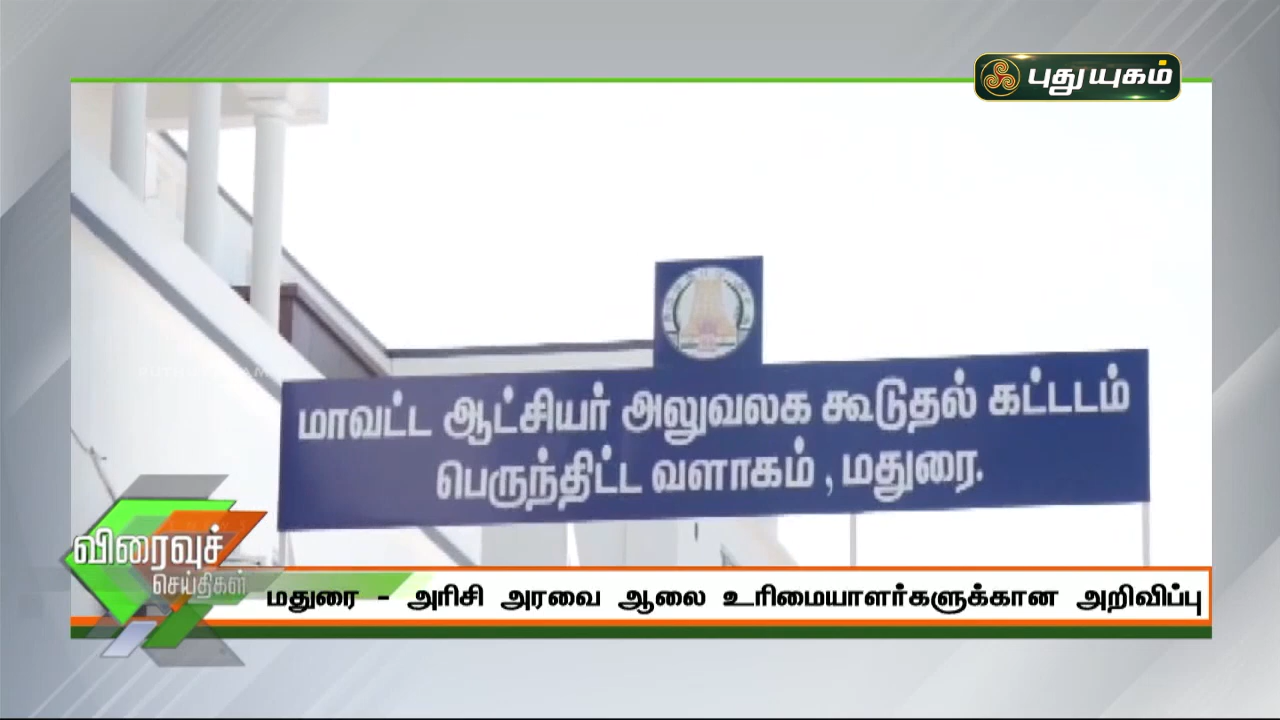 புதுயுகம்
மாவட்ட ஆட்சியர் அலுவலக கூடுதல் கட்டடம்
பெருந்திட்ட வளாகம் , மதுரை.
விரைவுச்
செய்திகள்
மதுரை - அரிசி அரவை ஆலை உரிமையாளர்களுக்கான அறிவிப்பு